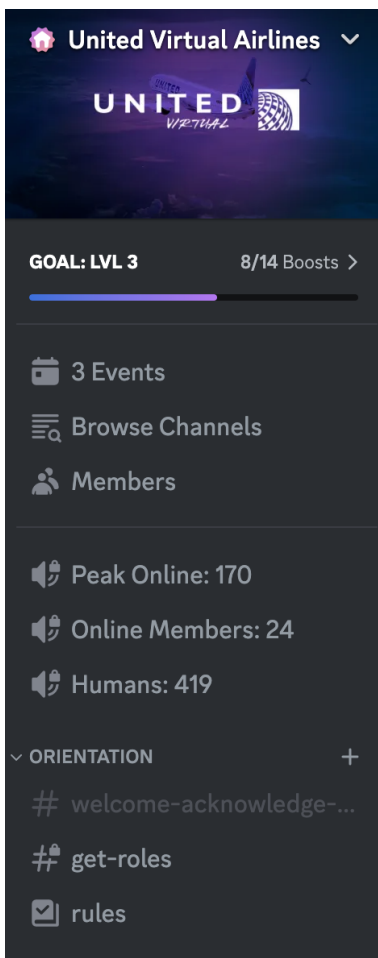 United Virtual Airlines
UNITED
VIRTUAL
GOAL: LVL 3 8/14 Boosts
3 Events
Browse Channels
Members
Peak Online: 170
Online Members: 24
Humans: 419
ORIENTATION
welcome-acknowledge-...
get-roles
rules